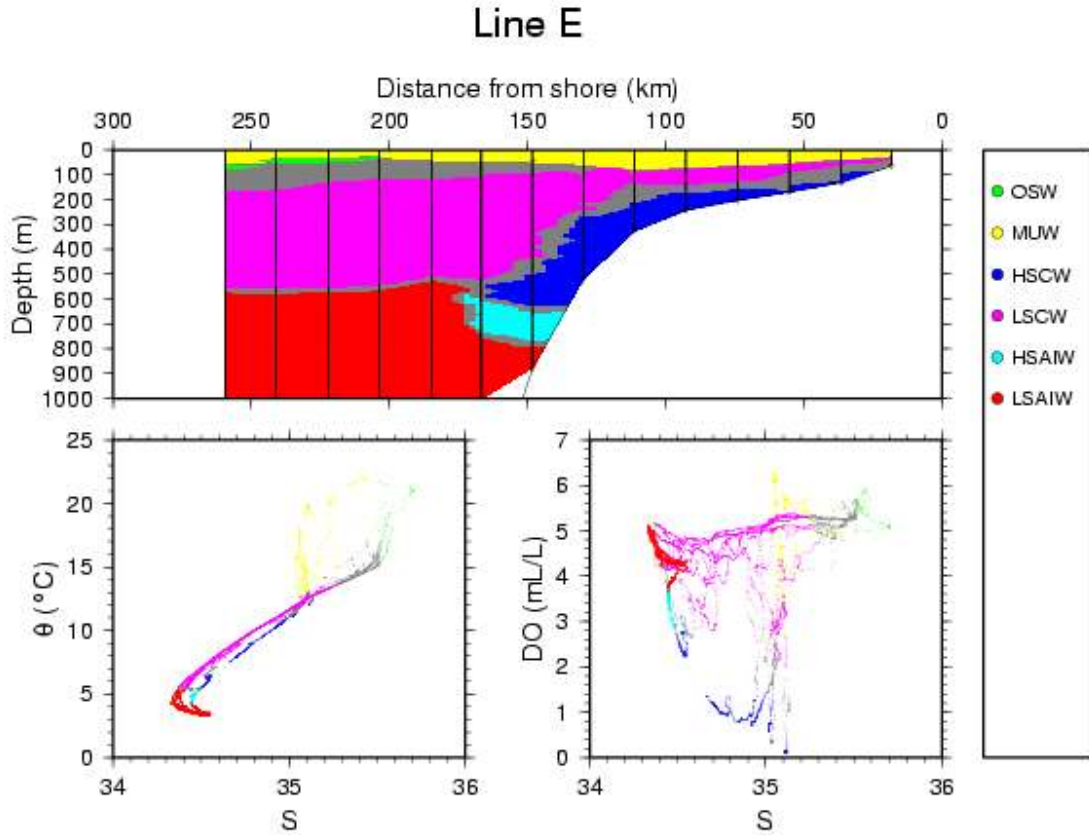 Line E
Distance from shore (km)
300 250 200 150 100 50 0
Depth (m)
0
100
200
300
400
500
600
700
800
900
1000
OSW
MUW
HSCW
LSCW
HSAIW
LSAIW
θ (°C)
25
20
15
10
5
0
34 35 36
S
DO (mL/L)
7
6
5
4
3
2
1
0
34 35 36
S